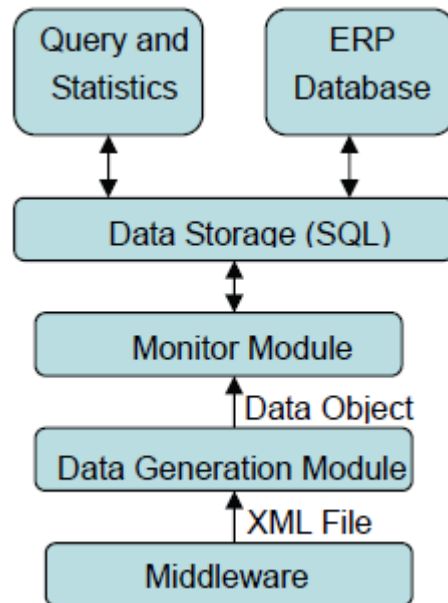 Query and
Statistics
ERP
Database
Data Storage (SQL)
Monitor Module
Data Object
Data Generation Module
XML File
Middleware